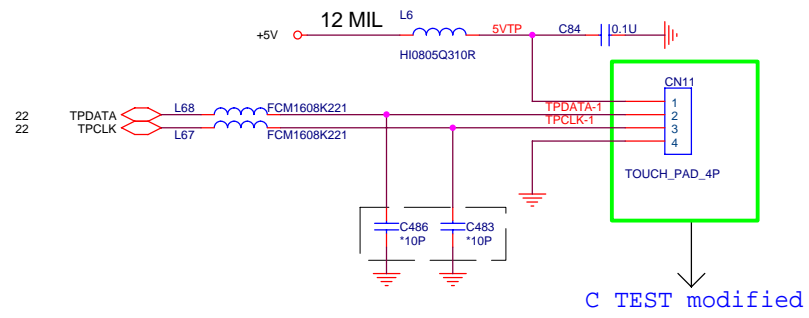 12 MIL
L6
+5V
5VTP
C84
0.1U
HI0805Q310R
CN11
22
TPDATA
L68
FCM1608K221
TPDATA-1
1
2
22
TPCLK
L67
FCM1608K221
TPCLK-1
3
4
TOUCH_PAD_4P
C486
*10P
C483
*10P
C TEST modified